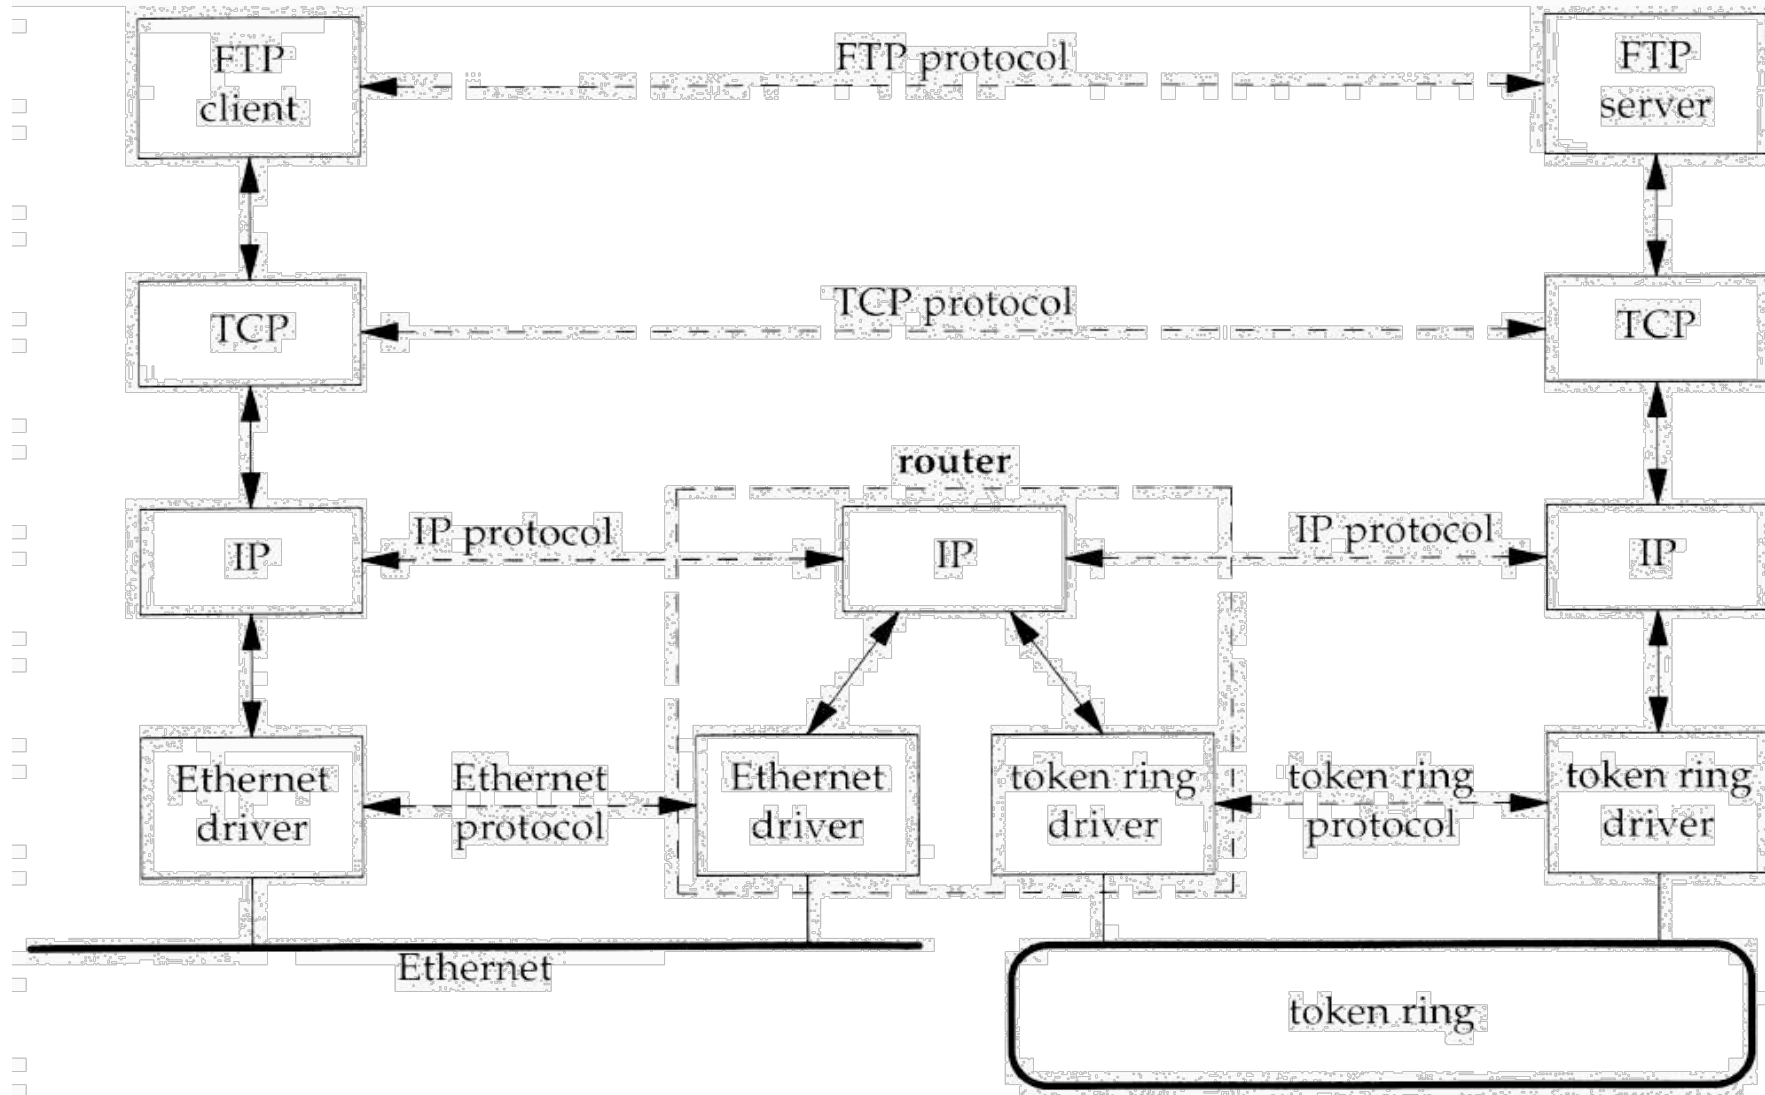 FTP
client
FTP protocol
FTP
server
TCP
TCP protocol
TCP
router
IP
IP protocol
IP
IP protocol
IP
Ethernet
driver
Ethernet
protocol
Ethernet
driver
token ring
driver
token ring
protocol
token ring
driver
Ethernet
token ring